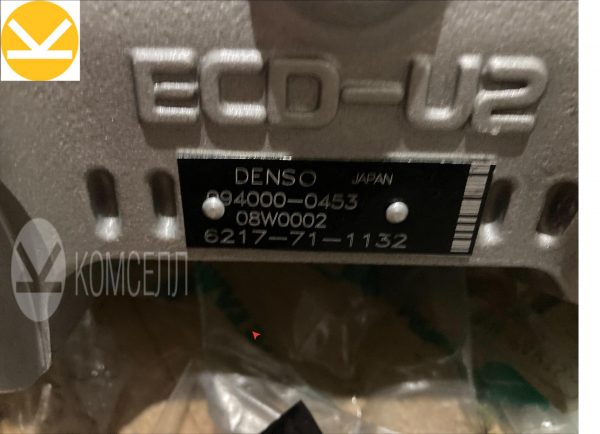 ECD-U2
DENSO JAPAN
094000-0453
08W0002
6217-71-1132
КОМСЕЛЛ